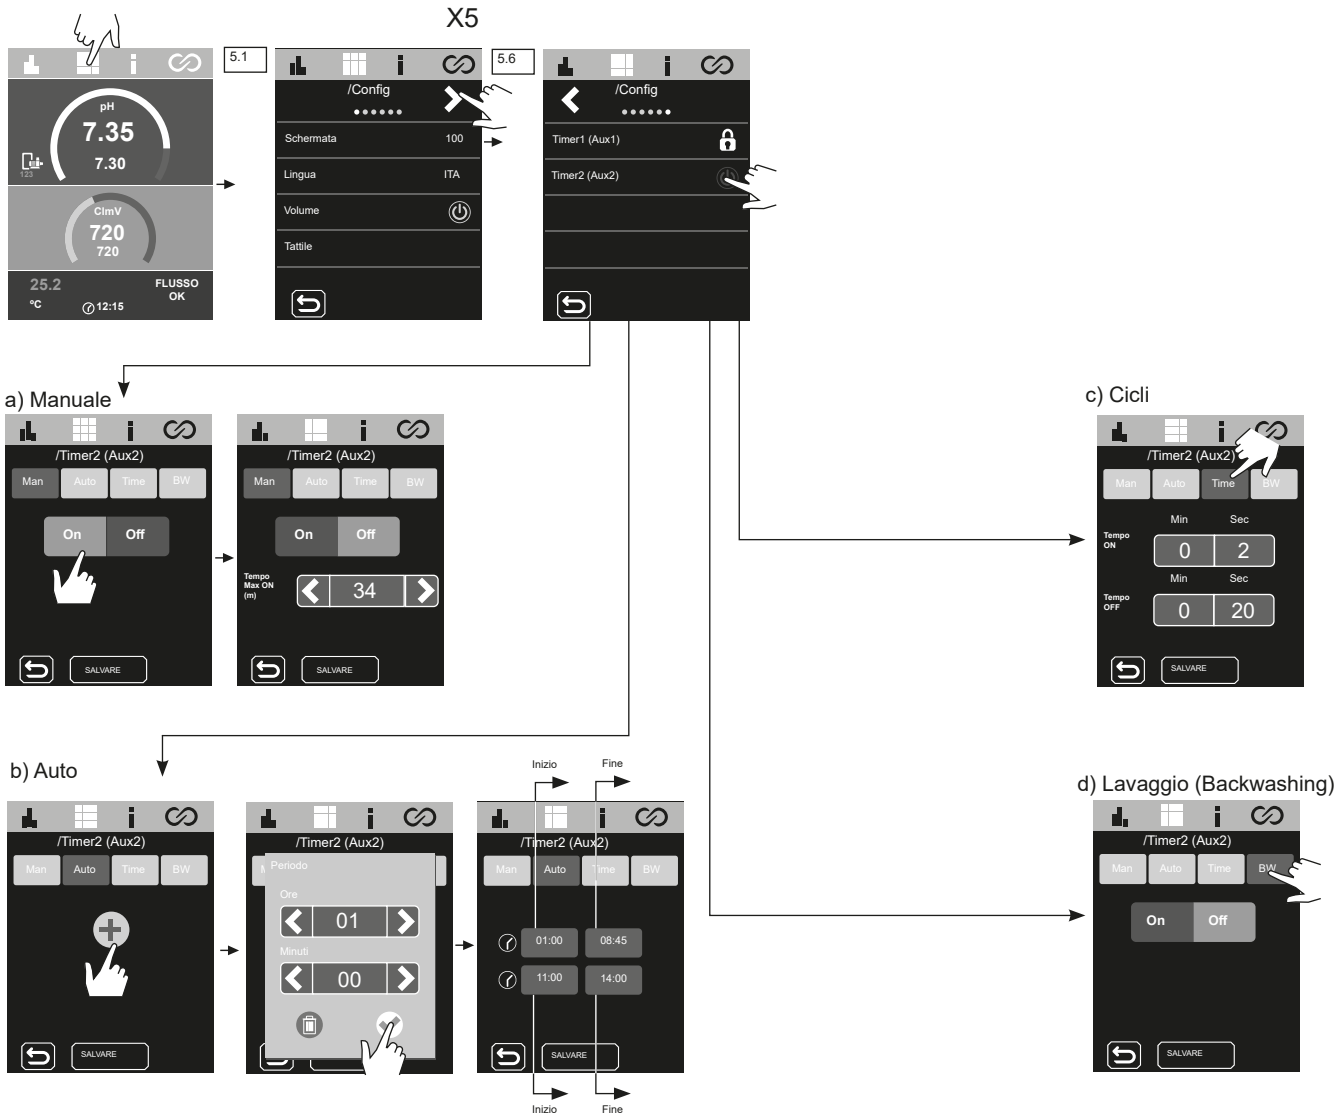 X5
pH
7.35
7.30
123
ClmV
720
720
25.2
ºC
12:15
FLUSSO
OK
5.1
/Config
Schermata 100
Lingua ITA
Volume
Tattile
5.6
/Config
Timer1 (Aux1)
Timer2 (Aux2)
a) Manuale
/Timer2 (Aux2)
Man Auto Time BW
On Off
SALVARE
/Timer2 (Aux2)
Man Auto Time BW
On Off
Tempo
Max ON
(m)
34
SALVARE
c) Cicli
/Timer2 (Aux2)
Man Auto Time BW
Min Sec
Tempo
ON
0 2
Min Sec
Tempo
OFF
0 20
SALVARE
b) Auto
/Timer2 (Aux2)
Man Auto Time BW
SALVARE
/Timer2 (Aux2)
Periodo
Ore
01
Minuti
00
Inizio Fine
/Timer2 (Aux2)
Man Auto Time BW
01:00 08:45
11:00 14:00
SALVARE
Inizio Fine
d) Lavaggio (Backwashing)
/Timer2 (Aux2)
Man Auto Time BW
On Off
SALVARE